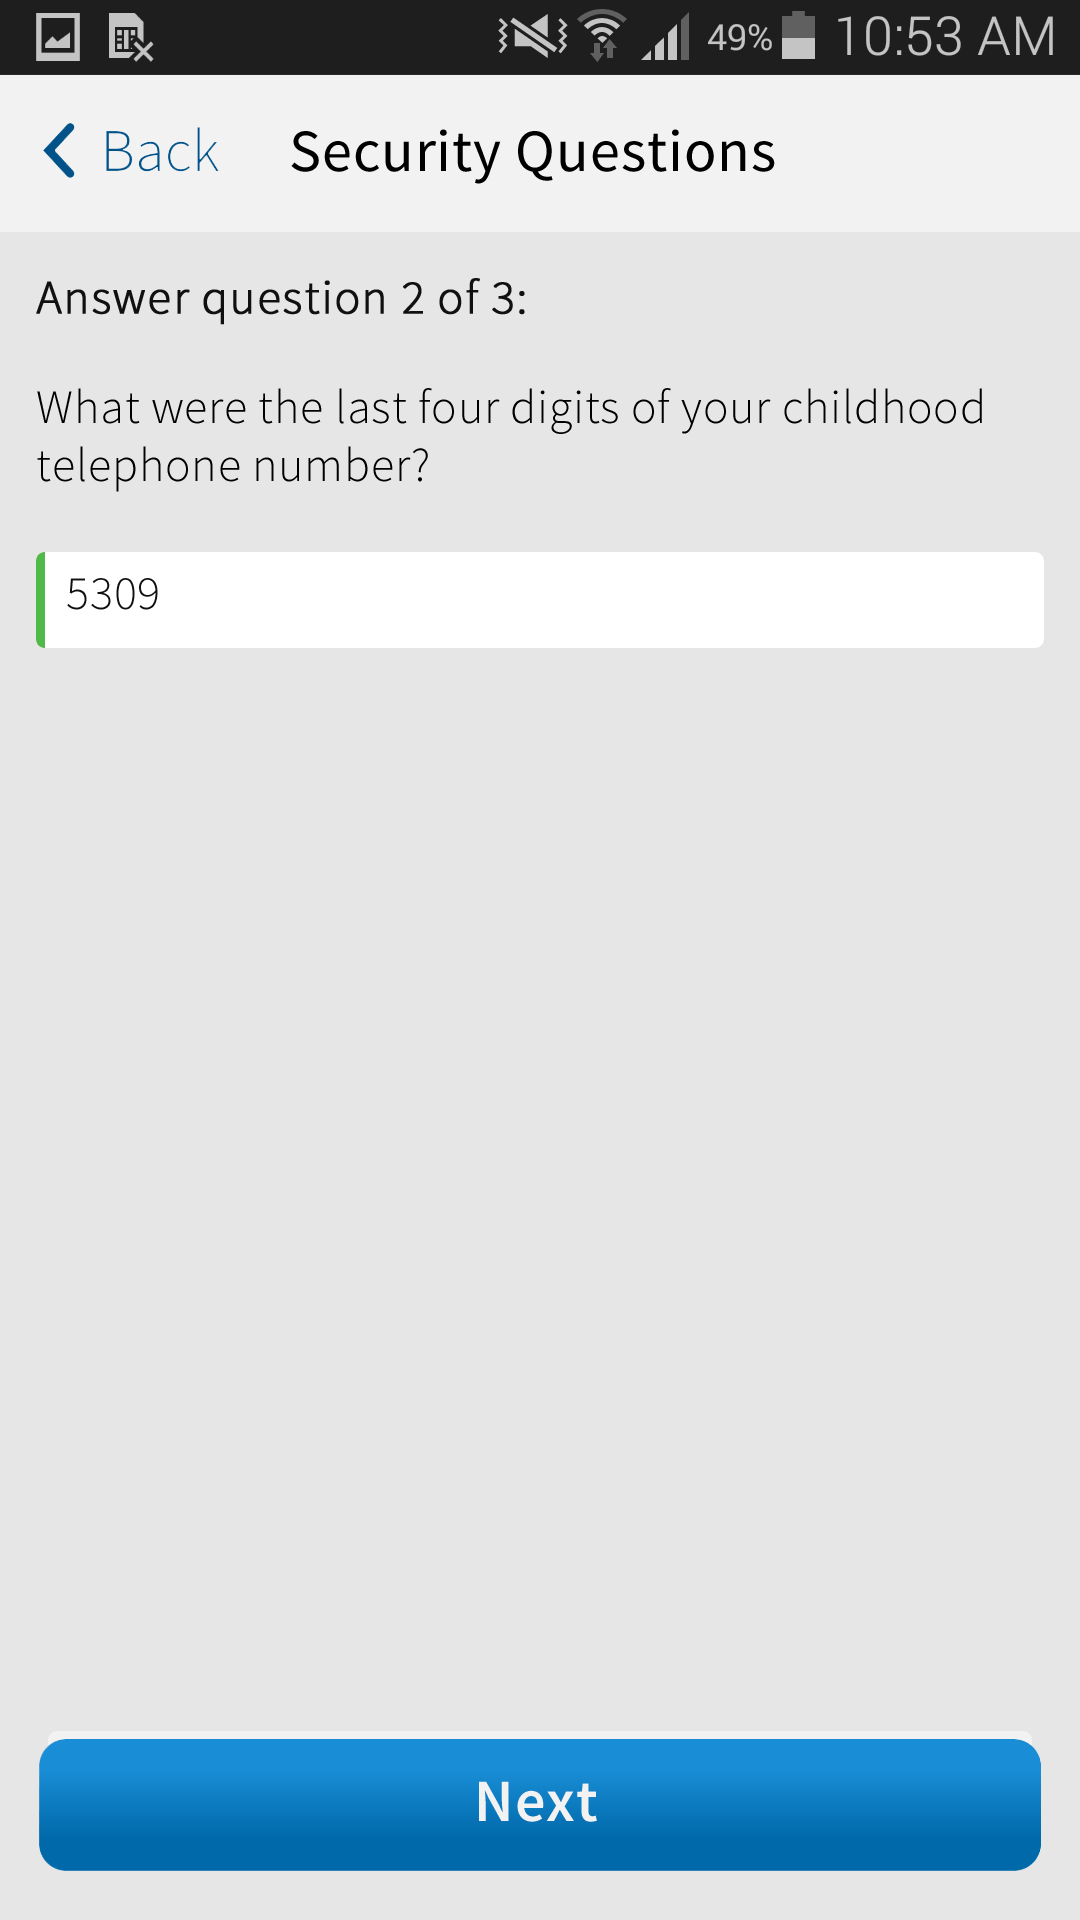 49% 10:53 AM
Back Security Questions
Answer question 2 of 3:
What were the last four digits of your childhood
telephone number?
5309
Next